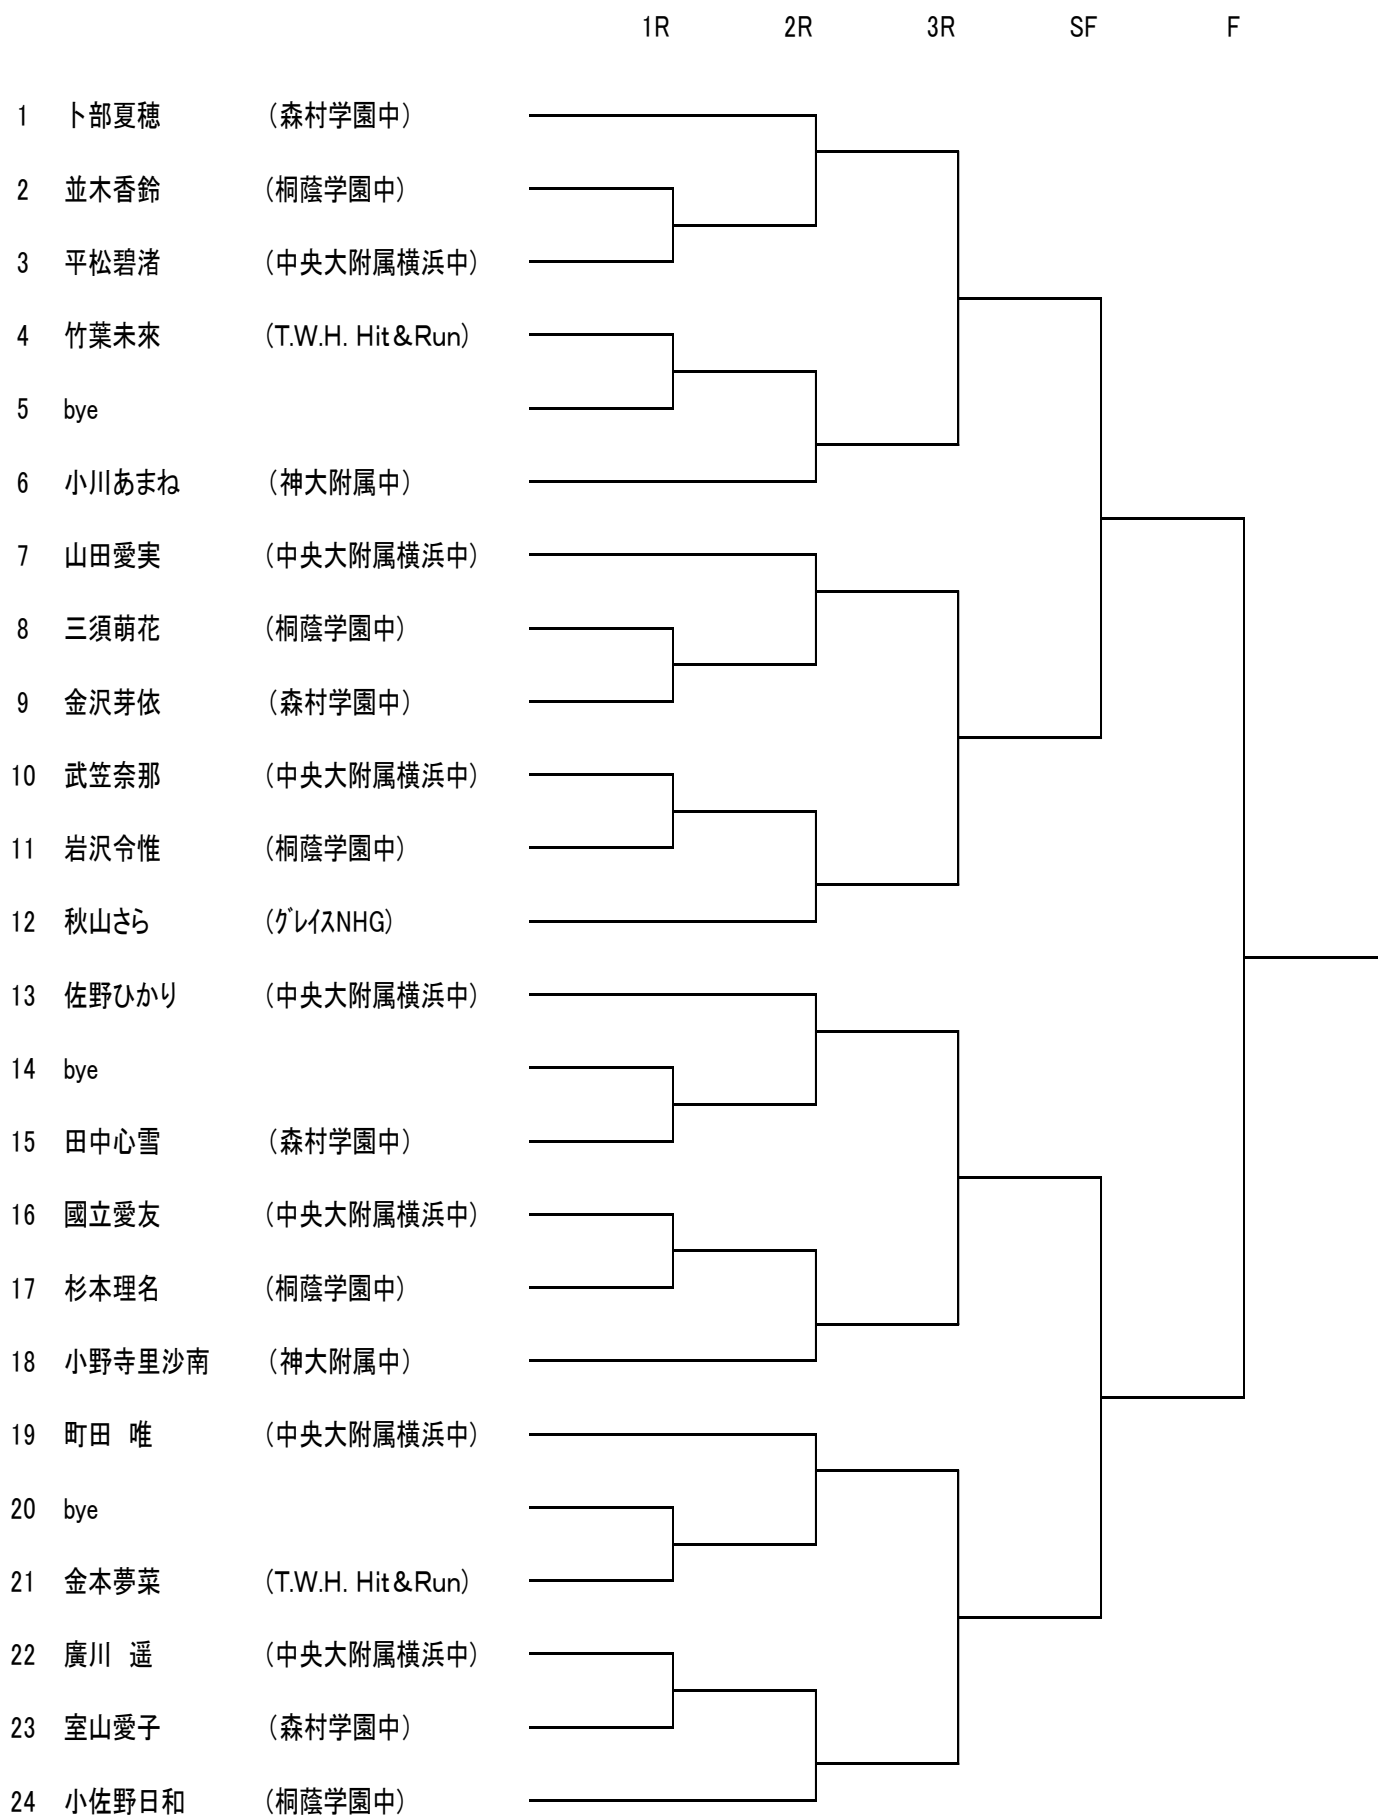 1R 2R 3R SF F
1 卜部夏穂 (森村学園中)
2 並木香鈴 (桐蔭学園中)
3 平松碧渚 (中央大附属横浜中)
4 竹葉未來 (T.W.H. Hit&Run)
5 bye
6 小川あまね (神大附属中)
7 山田愛実 (中央大附属横浜中)
8 三須萌花 (桐蔭学園中)
9 金沢芽依 (森村学園中)
10 武笠奈那 (中央大附属横浜中)
11 岩沢令惟 (桐蔭学園中)
12 秋山さら (ｸﾞﾚｲｽNHG)
13 佐野ひかり (中央大附属横浜中)
14 bye
15 田中心雪 (森村学園中)
16 國立愛友 (中央大附属横浜中)
17 杉本理名 (桐蔭学園中)
18 小野寺里沙南 (神大附属中)
19 町田　唯 (中央大附属横浜中)
20 bye
21 金本夢菜 (T.W.H. Hit&Run)
22 廣川　遥 (中央大附属横浜中)
23 室山愛子 (森村学園中)
24 小佐野日和 (桐蔭学園中)